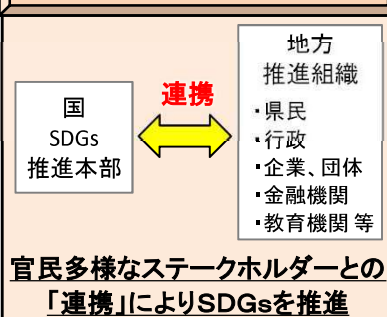 国
SDGs
推進本部
連携
地方
推進組織
・県民
・行政
・企業、団体
・金融機関
・教育機関 等
官民多様なステークホルダーとの
「連携」によりSDGsを推進